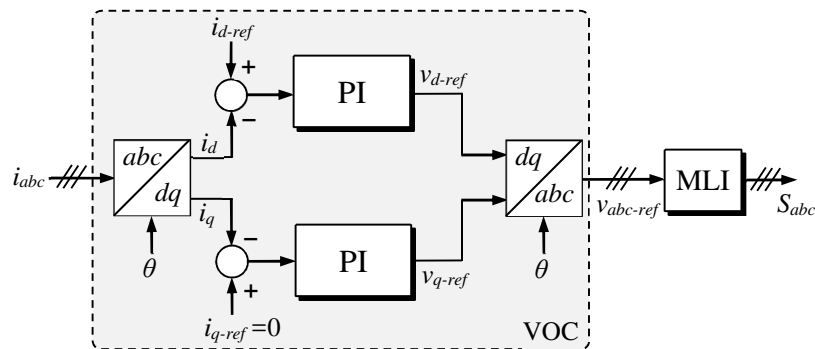 i_d-ref
+
PI
v_d-ref
−
i_abc
abc
dq
i_d
i_q
dq
abc
v_abc-ref
MLI
S_abc
θ
−
PI
v_q-ref
θ
+
i_q-ref =0
VOC